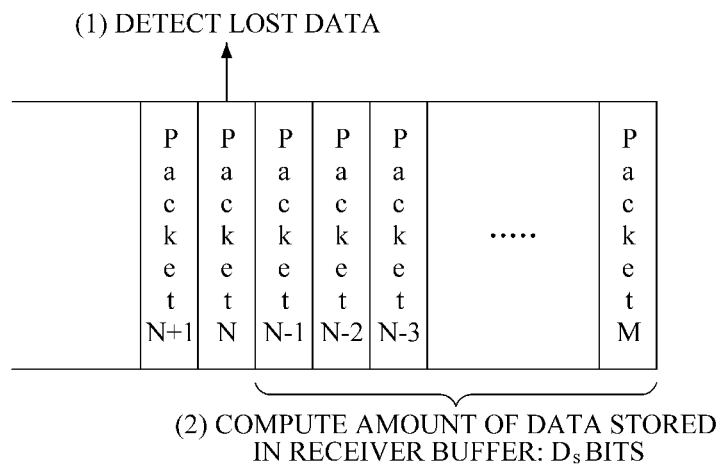 (1) DETECT LOST DATA
Packet N+1
Packet N
Packet N-1
Packet N-2
Packet N-3
.....
Packet M
(2) COMPUTE AMOUNT OF DATA STORED
IN RECEIVER BUFFER: Ds BITS